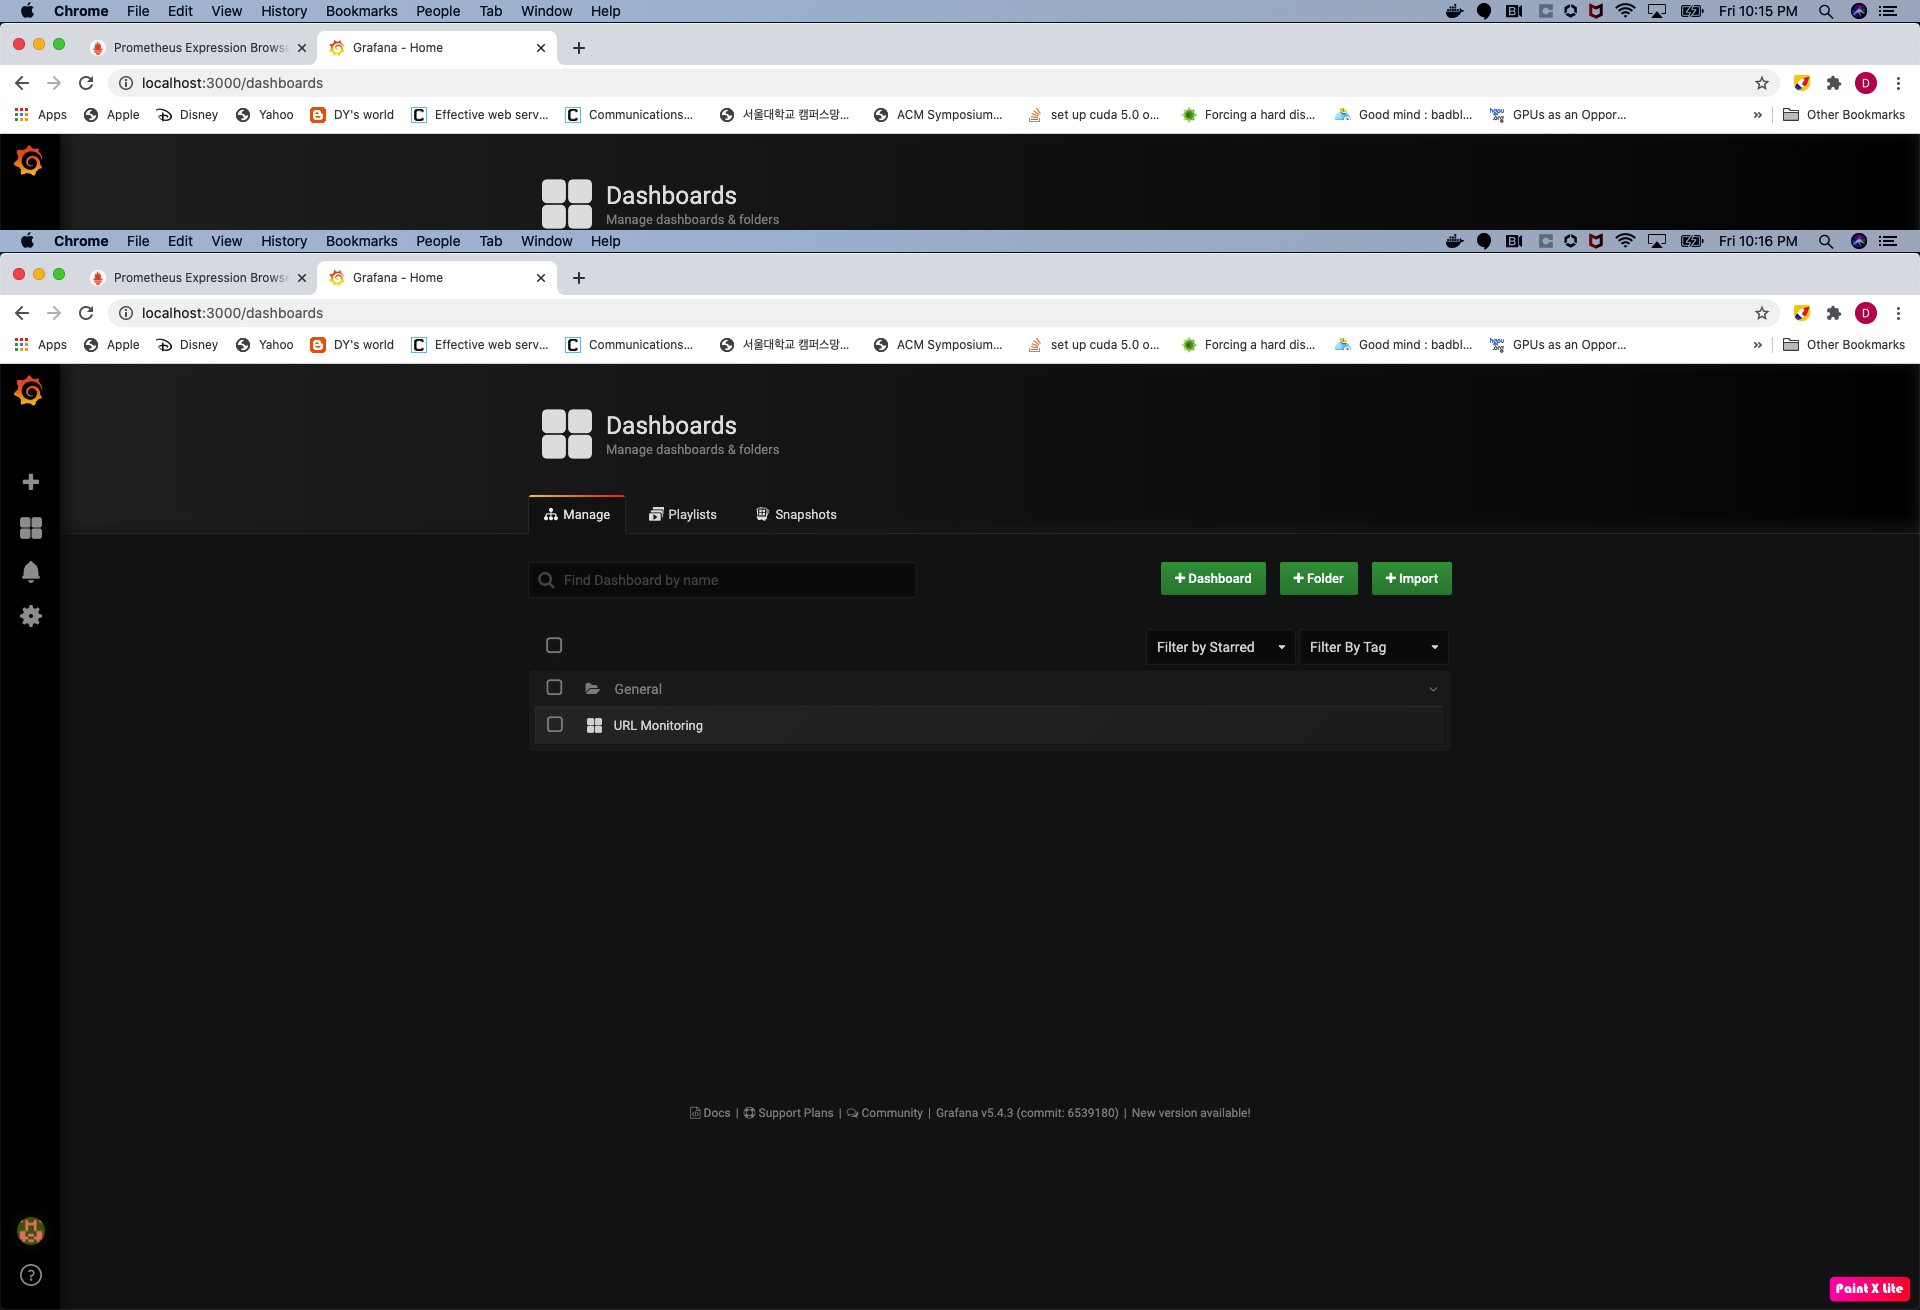 Chrome File Edit View History Bookmarks People Tab Window Help Fri 10:15 PM
Prometheus Expression Browse Grafana - Home
localhost:3000/dashboards D
Apps Apple Disney Yahoo DY's world Effective web serv... Communications... 서울대학교 캠퍼스망... ACM Symposium... set up cuda 5.0 o... Forcing a hard dis... Good mind : badbl... GPUs as an Oppor... » Other Bookmarks
Dashboards
Manage dashboards & folders
Chrome File Edit View History Bookmarks People Tab Window Help Fri 10:16 PM
Prometheus Expression Browse Grafana - Home
localhost:3000/dashboards D
Apps Apple Disney Yahoo DY's world Effective web serv... Communications... 서울대학교 캠퍼스망... ACM Symposium... set up cuda 5.0 o... Forcing a hard dis... Good mind : badbl... GPUs as an Oppor... » Other Bookmarks
Dashboards
Manage dashboards & folders
Manage Playlists Snapshots
Find Dashboard by name + Dashboard + Folder + Import
Filter by Starred Filter By Tag
General
URL Monitoring
Docs | Support Plans | Community | Grafana v5.4.3 (commit: 6539180) | New version available!
Paint X lite